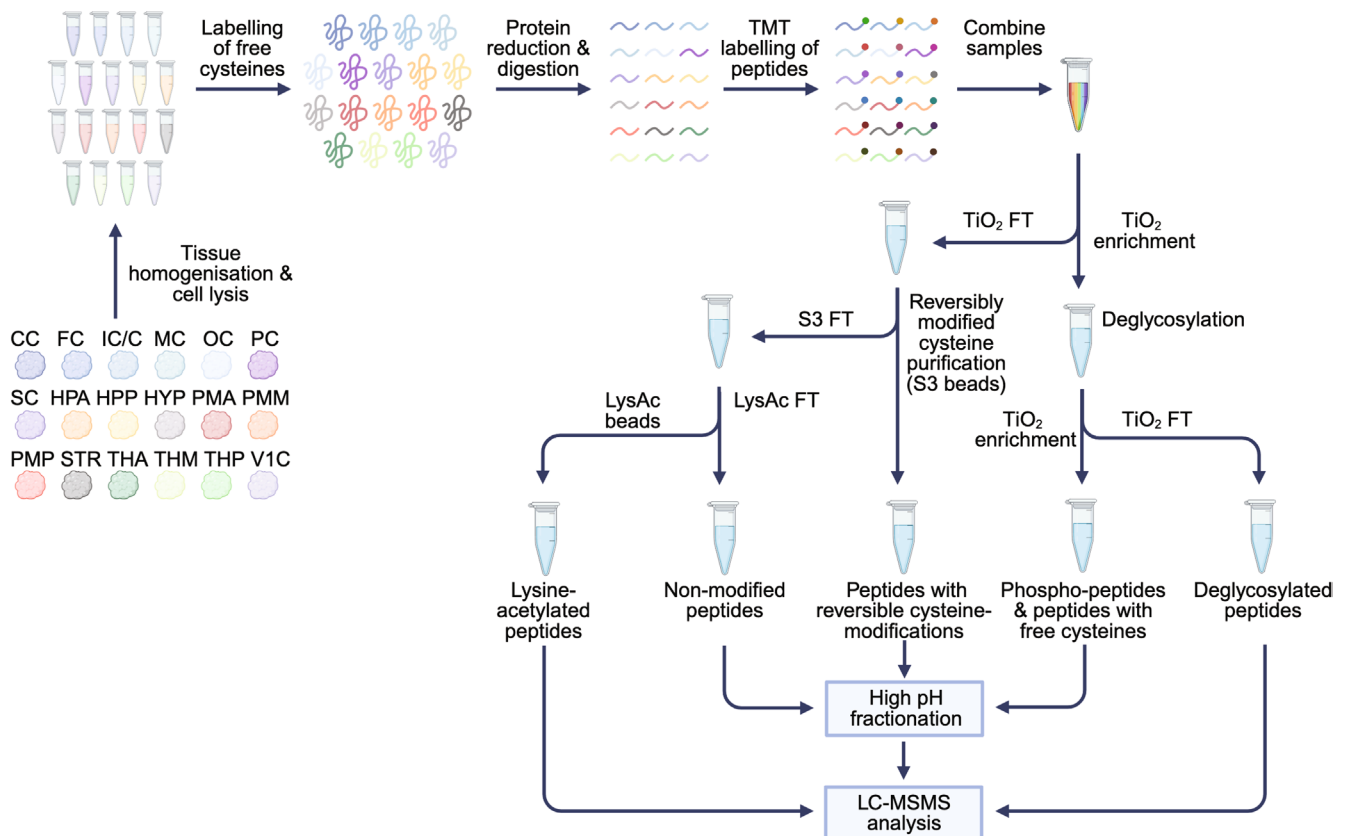 Labelling
of free
cysteines
Protein
reduction &
digestion
TMT
labelling of
peptides
Combine
samples
TiO₂ FT
TiO₂
enrichment
Tissue
homogenisation &
cell lysis
S3 FT
Reversibly
modified
cysteine
purification
(S3 beads)
Deglycosylation
CC FC IC/C MC OC PC
SC HPA HPP HYP PMA PMM
PMP STR THA THM THP V1C
LysAc
beads
LysAc FT
TiO₂
enrichment
TiO₂ FT
Lysine-
acetylated
peptides
Non-modified
peptides
Peptides with
reversible cysteine-
modifications
Phospho-peptides
& peptides with
free cysteines
Deglycosylated
peptides
High pH
fractionation
LC-MSMS
analysis